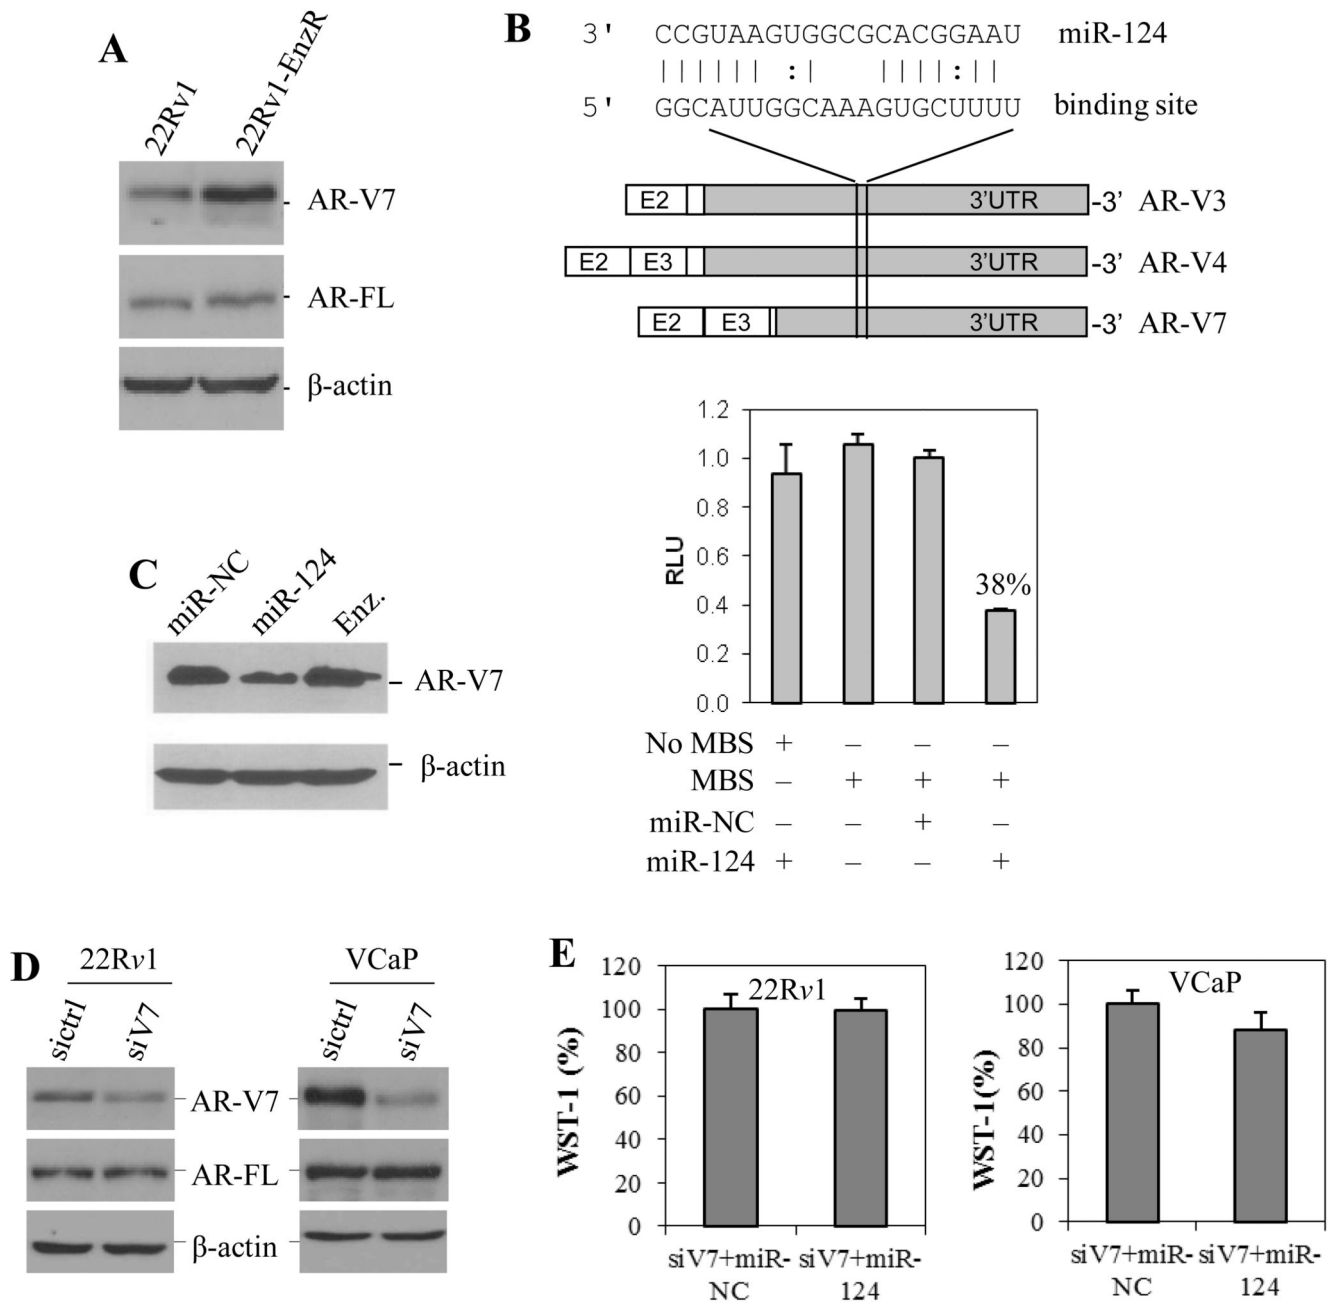 A
22Rv1
22Rv1-EnzR
AR-V7
AR-FL
β-actin
B
3' CCGUAAGUGGCGCACGGAAU miR-124
||||||  :|   ||||:||
5' GGCAUUGGCAAAGUGCUUUU binding site
E2 3'UTR -3' AR-V3
E2 E3 3'UTR -3' AR-V4
E2 E3 3'UTR -3' AR-V7
1.2
1.0
0.8
0.6
0.4
0.2
0.0
RLU
38%
No MBS + – – –
MBS – + + +
miR-NC – – + –
miR-124 + – – +
C
miR-NC
miR-124
Enz.
AR-V7
β-actin
D
22Rv1
VCaP
sictrl
siV7
sictrl
siV7
AR-V7
AR-FL
β-actin
E
120
100
80
60
40
20
0
WST-1 (%)
22Rv1
siV7+miR-
NC
siV7+miR-
124
120
100
80
60
40
20
0
WST-1(%)
VCaP
siV7+miR-
NC
siV7+miR-
124